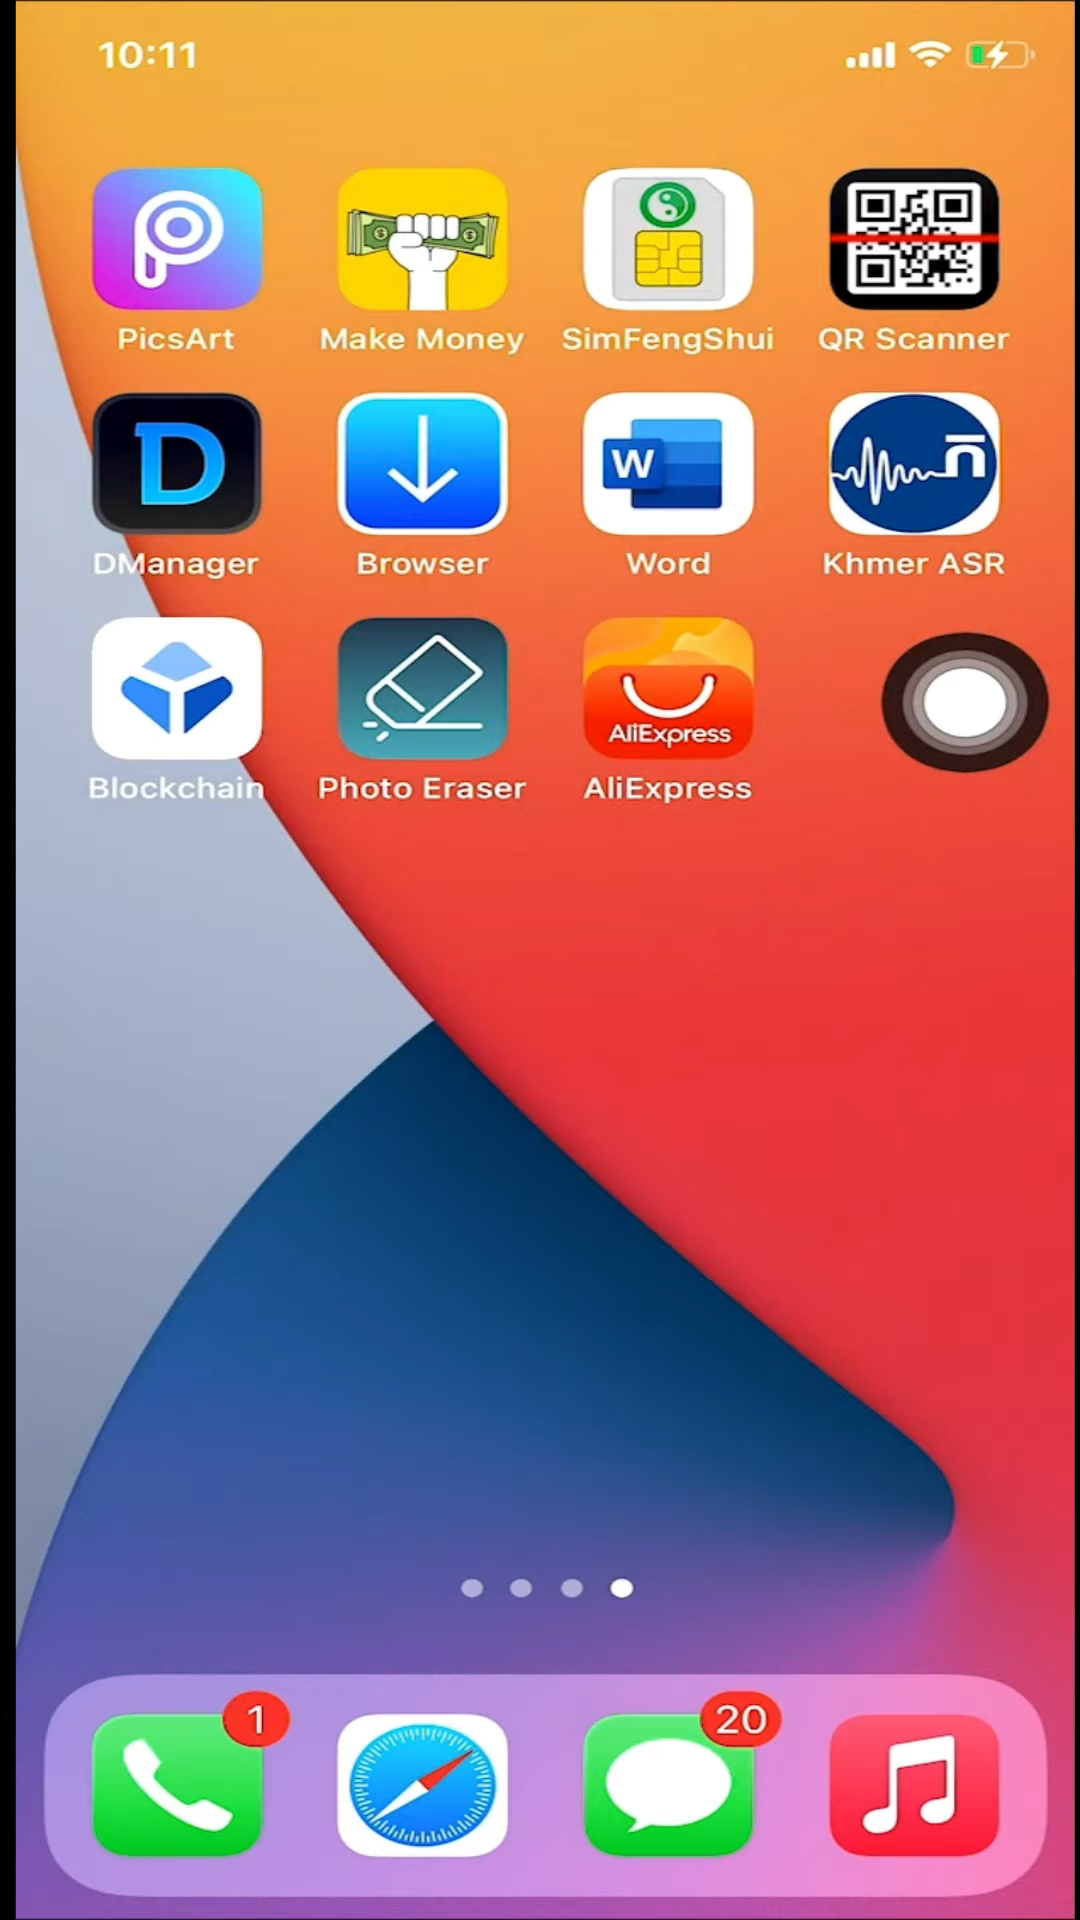 10:11
PicsArt
Make Money
SimFengShui
QR Scanner
D
W
DManager
Browser
Word
Khmer ASR
AliExpress
Blockchain
Photo Eraser
AliExpress
1
20